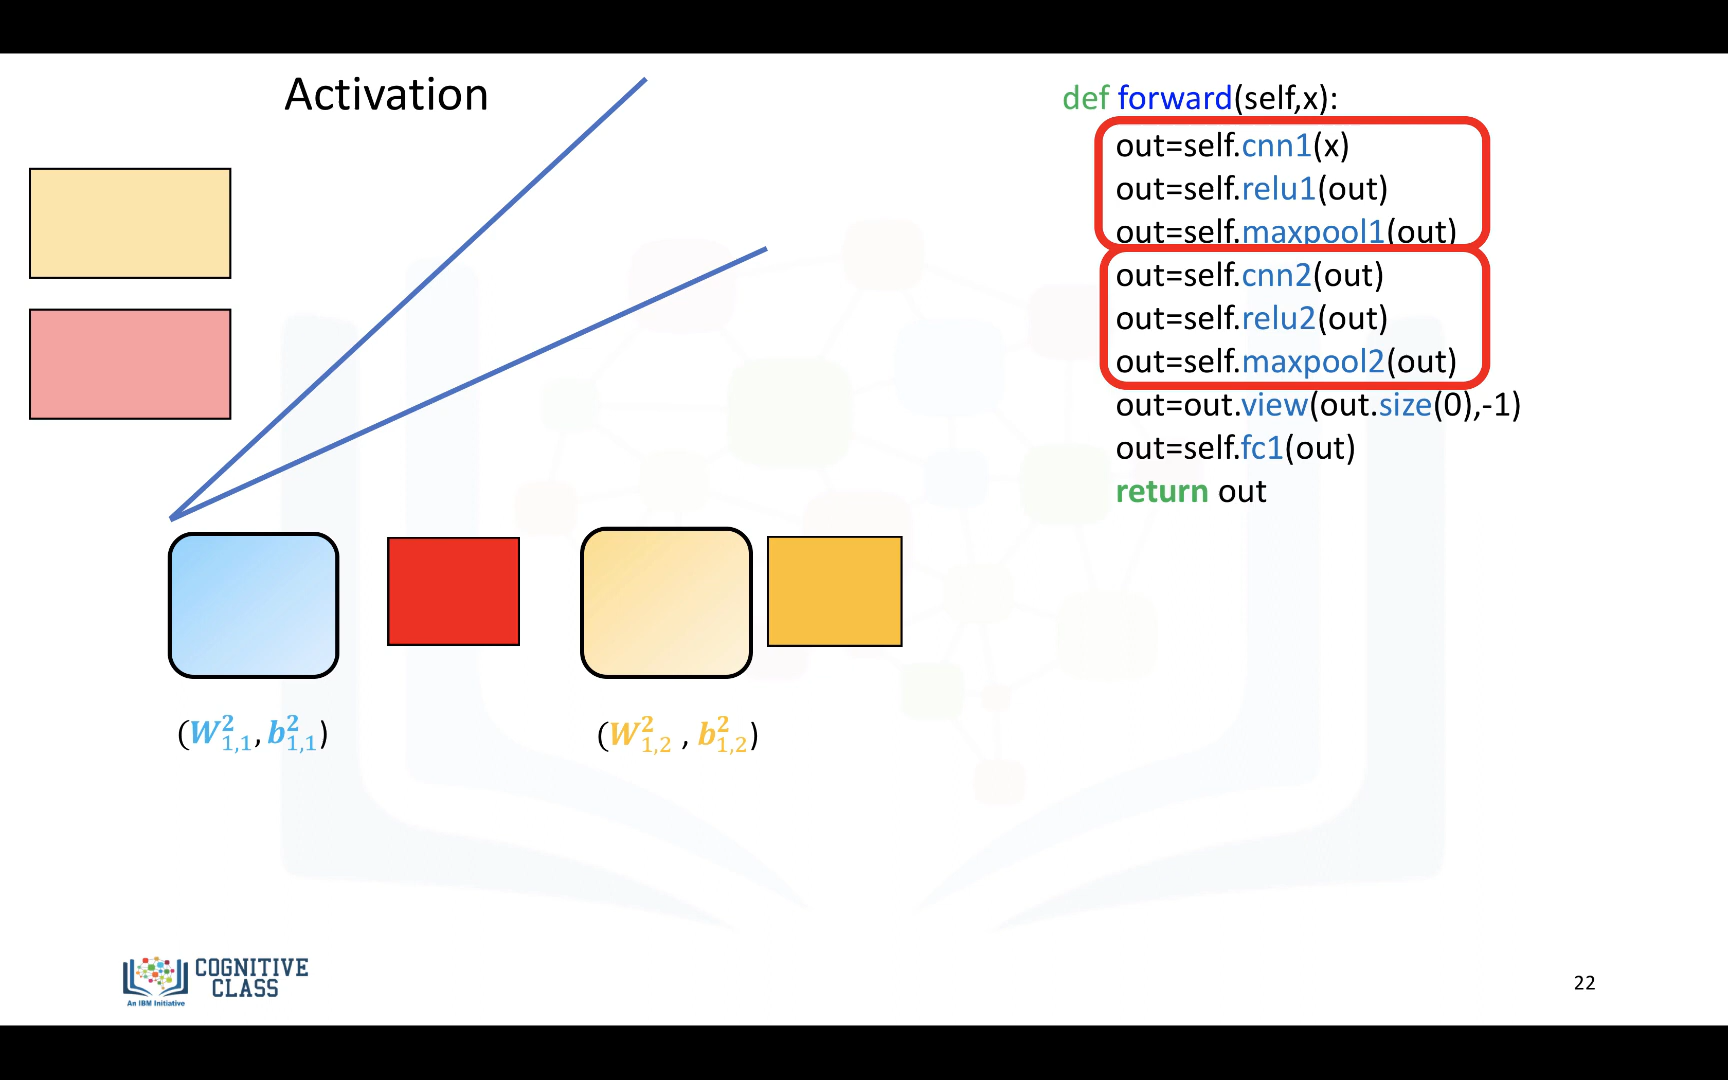 Activation
def forward(self,x):
out=self.cnn1(x)
out=self.relu1(out)
out=self.maxpool1(out)
out=self.cnn2(out)
out=self.relu2(out)
out=self.maxpool2(out)
out=out.view(out.size(0),-1)
out=self.fc1(out)
return out
(W²₁,₁, b²₁,₁)
(W²₁,₂ , b²₁,₂)
COGNITIVE
CLASS
An IBM Initiative
22